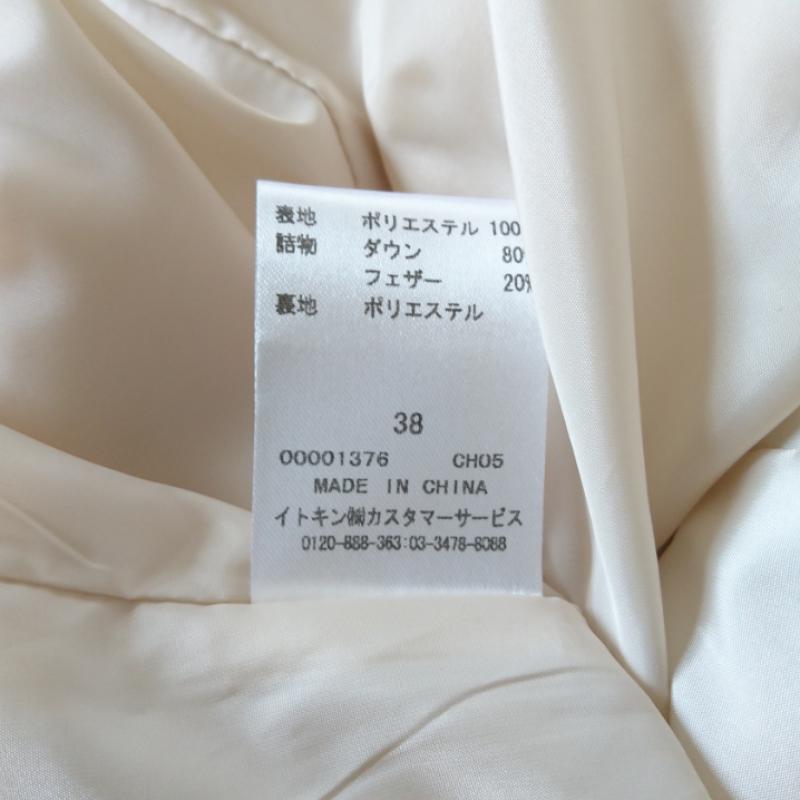 表地 ポリエステル 100
詰物 ダウン 80
フェザー 20%
裏地 ポリエステル
38
00001376 CH05
MADE IN CHINA
イトキン㈱カスタマーサービス
0120-888-363:03-3478-8088